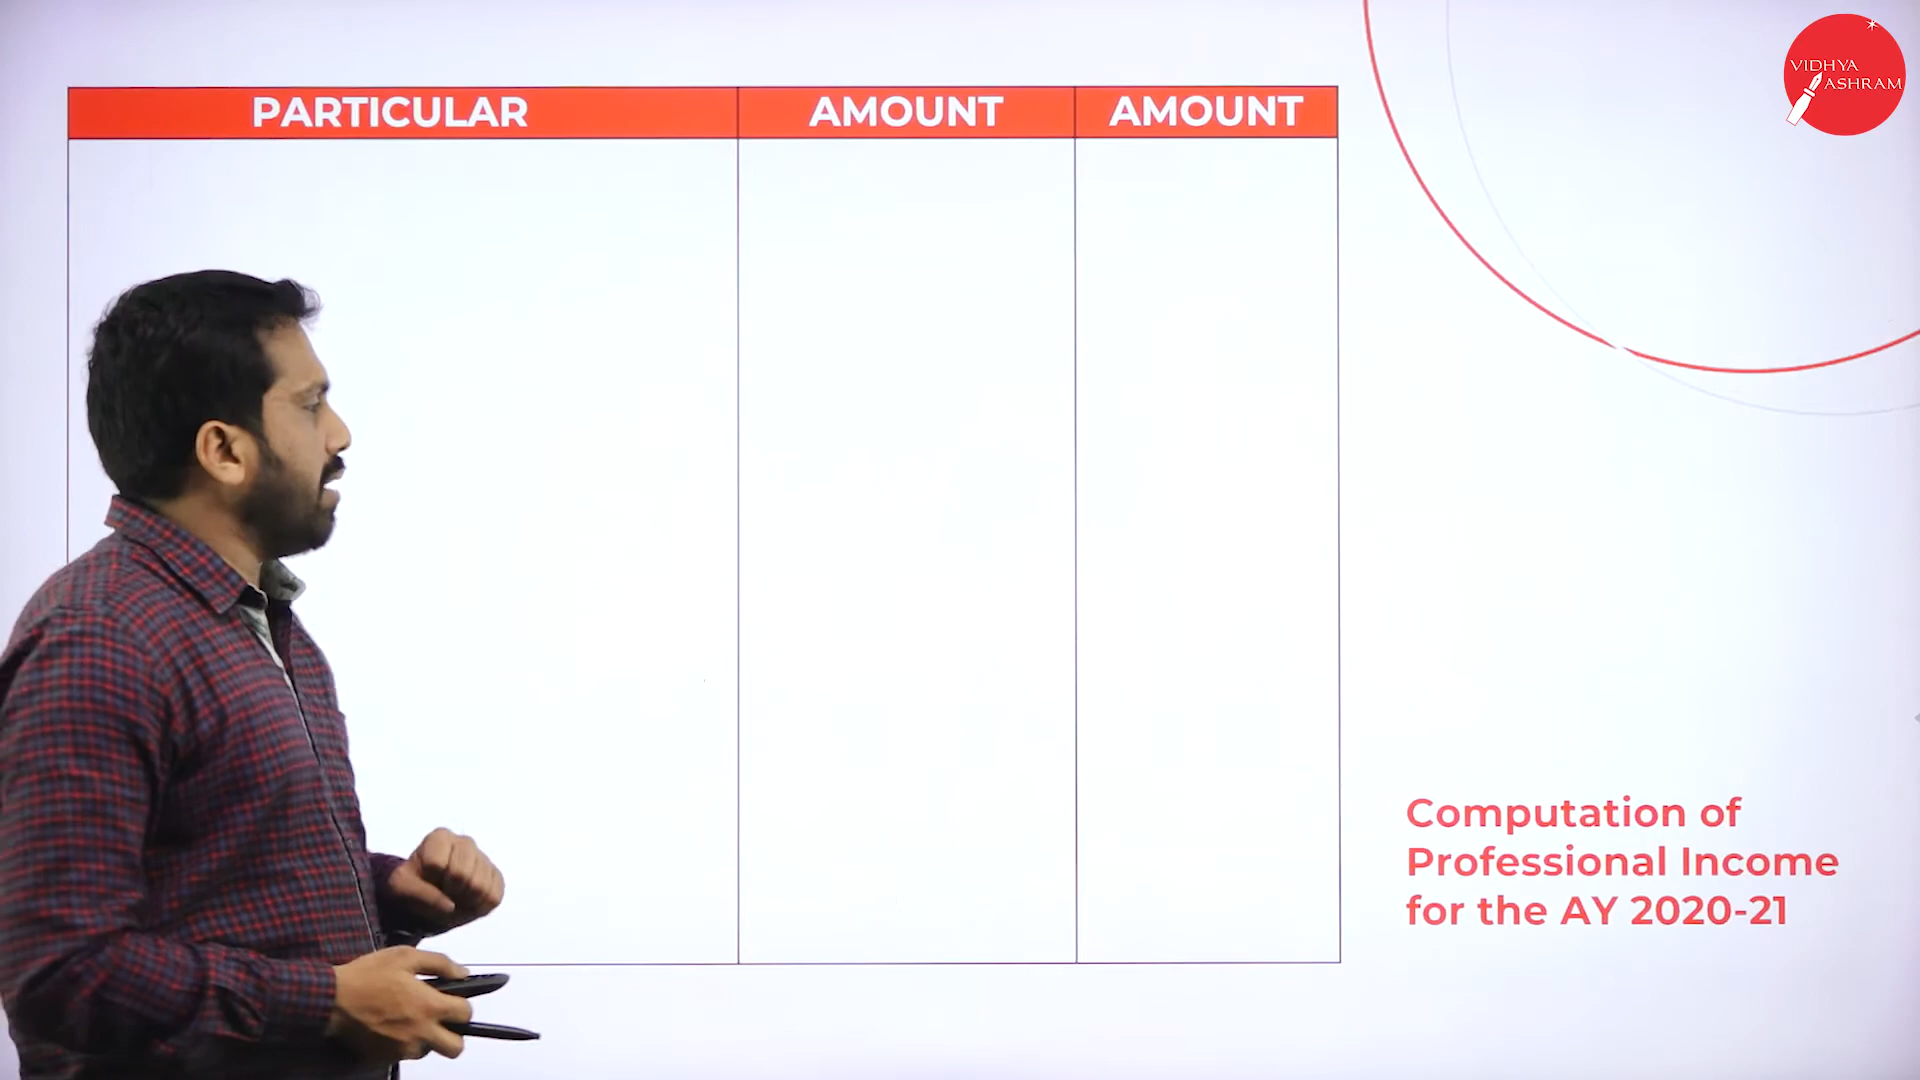 VIDHYA
ASHRAM
PARTICULAR AMOUNT AMOUNT
Computation of
Professional Income
for the AY 2020-21